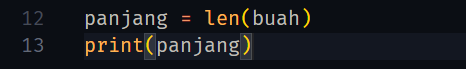 12 panjang = len(buah)
13 print(panjang)